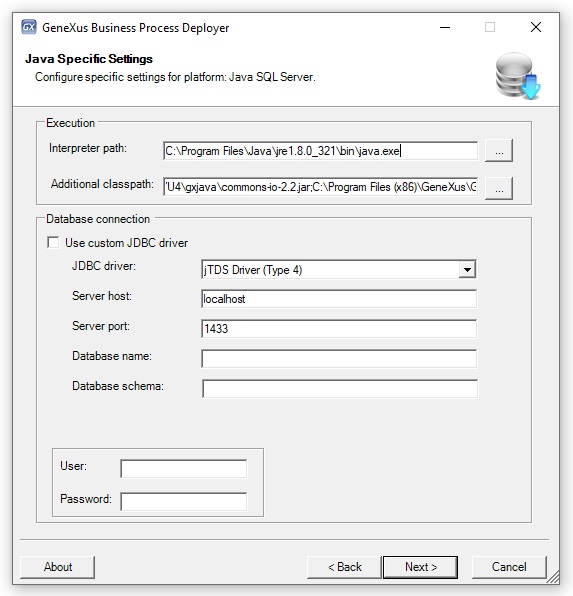 GX GeneXus Business Process Deployer
Java Specific Settings
Configure specific settings for platform: Java SQL Server.
Execution
Interpreter path: C:\Program Files\Java\jre1.8.0_321\bin\java.exe ...
Additional classpath: 'U4\gxjava\commons-io-2.2.jar;C:\Program Files (x86)\GeneXus\G ...
Database connection
Use custom JDBC driver
JDBC driver: jTDS Driver (Type 4)
Server host: localhost
Server port: 1433
Database name:
Database schema:
User:
Password:
About < Back Next > Cancel